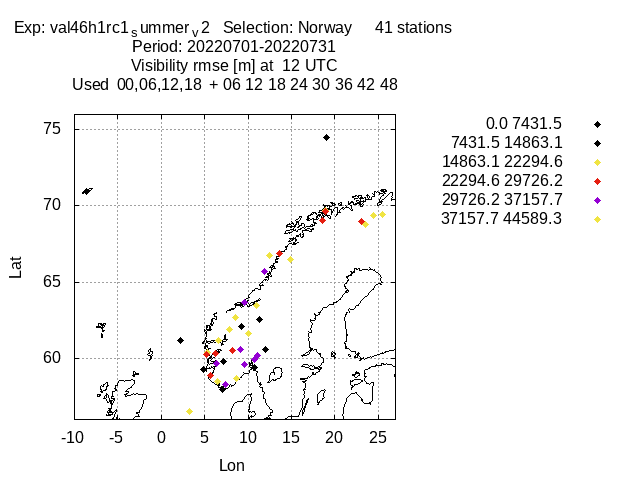 Exp: val46h1rc1_summer_v2   Selection: Norway     41 stations
Period: 20220701-20220731
Visibility rmse [m] at  12 UTC
Used  00,06,12,18  + 06 12 18 24 30 36 42 48
0.0 7431.5
7431.5 14863.1
14863.1 22294.6
22294.6 29726.2
29726.2 37157.7
37157.7 44589.3
75
70
65
60
Lat
-10 -5 0 5 10 15 20 25
Lon